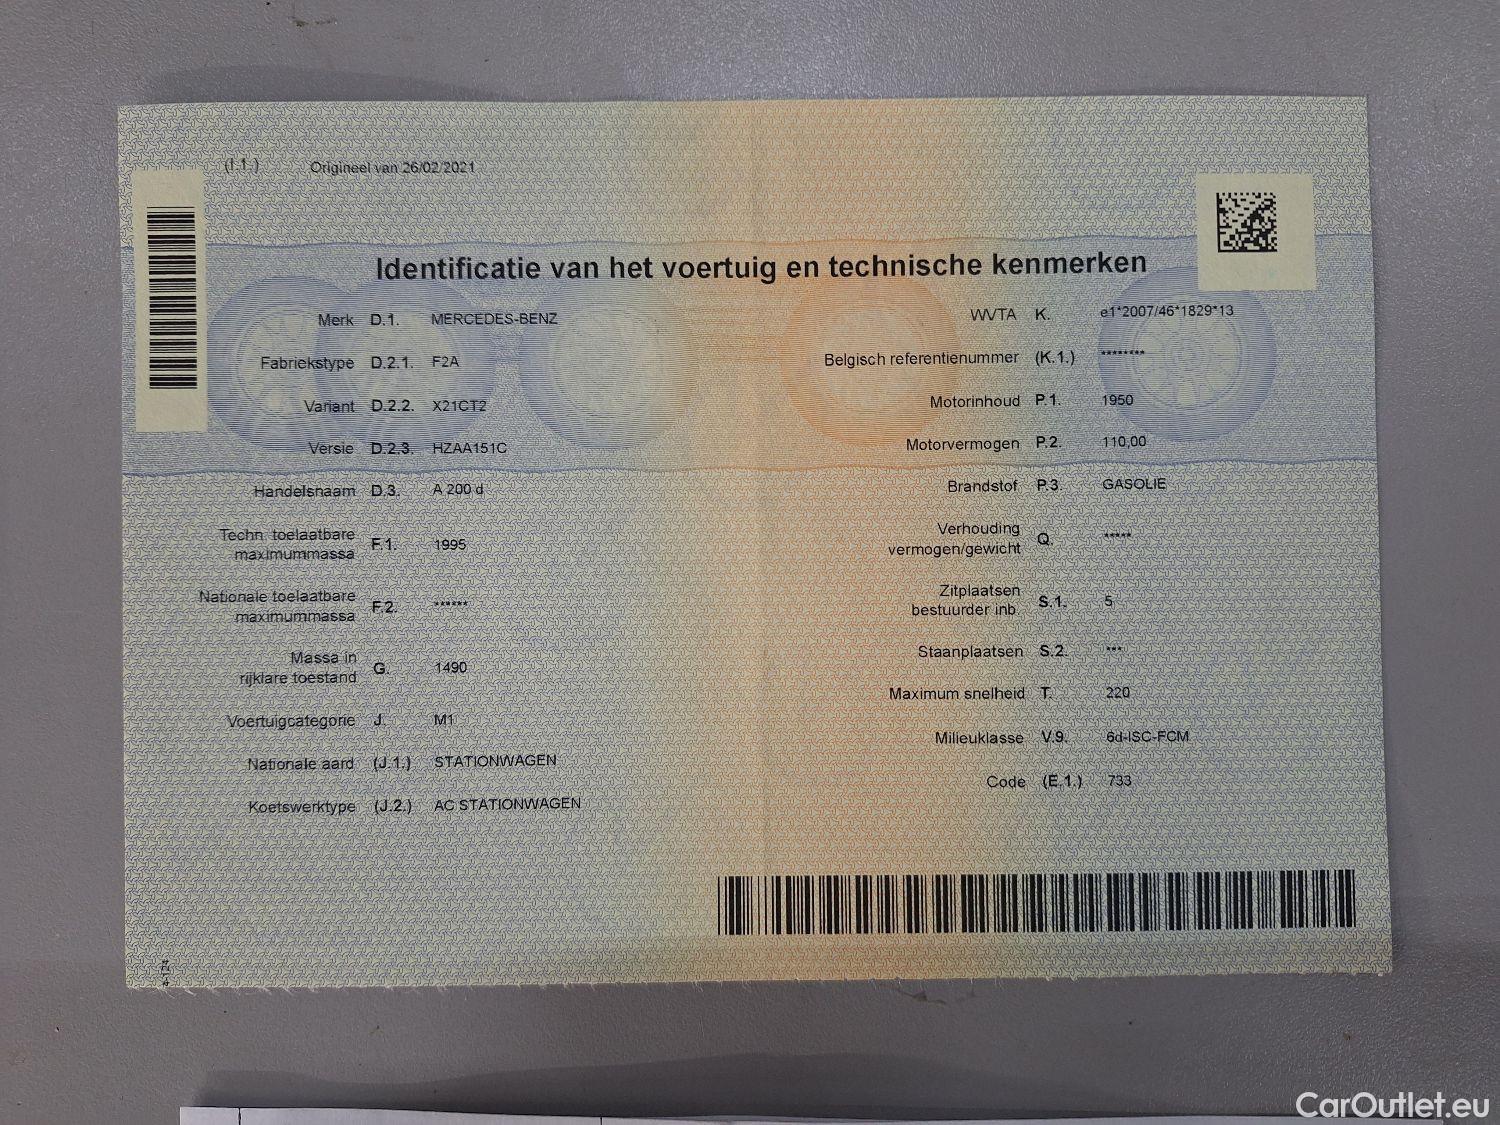 (I.1.) Origineel van 26/02/2021
Identificatie van het voertuig en technische kenmerken
Merk D.1. MERCEDES-BENZ
Fabriekstype D.2.1. F2A
Variant D.2.2. X21CT2
Versie D.2.3. HZAA151C
Handelsnaam D.3. A 200 d
Techn. toelaatbare
maximummassa F.1. 1995
Nationale toelaatbare
maximummassa F.2. ******
Massa in
rijklare toestand G. 1490
Voertuigcategorie J. M1
Nationale aard (J.1.) STATIONWAGEN
Koetswerktype (J.2.) AC STATIONWAGEN
WVTA K. e1*2007/46*1829*13
Belgisch referentienummer (K.1.) ********
Motorinhoud P.1. 1950
Motorvermogen P.2. 110,00
Brandstof P.3. GASOLIE
Verhouding
vermogen/gewicht Q. *****
Zitplaatsen
bestuurder inb. S.1. 5
Staanplaatsen S.2. ***
Maximum snelheid T. 220
Milieuklasse V.9. 6d-ISC-FCM
Code (E.1.) 733
4-124
CarOutlet.eu